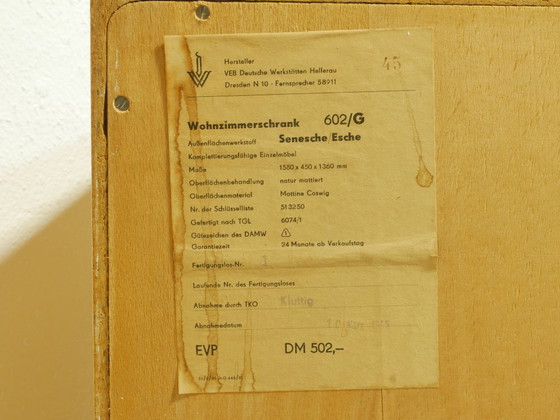 Hersteller
VEB Deutsche Werkstätten Hellerau
Dresden N 10 - Fernsprecher 58911
45
Wohnzimmerschrank 602/G
Außenflächenwerkstoff Senesche/Esche
Komplettierungsfähige Einzelmöbel
Maße 1580 x 450 x 1360 mm
Oberflächenbehandlung natur mattiert
Oberflächenmaterial Mattine Coswig
Nr. der Schlüsselliste 513250
Gefertigt nach TGL 6074/1
Gütezeichen des DAMW 1
Garantiezeit 24 Monate ab Verkaufstag
Fertigungslos-Nr. 1
Laufende Nr. des Fertigungsloses
Abnahme durch TKO Kluttig
Abnahmedatum
EVP DM 502,–